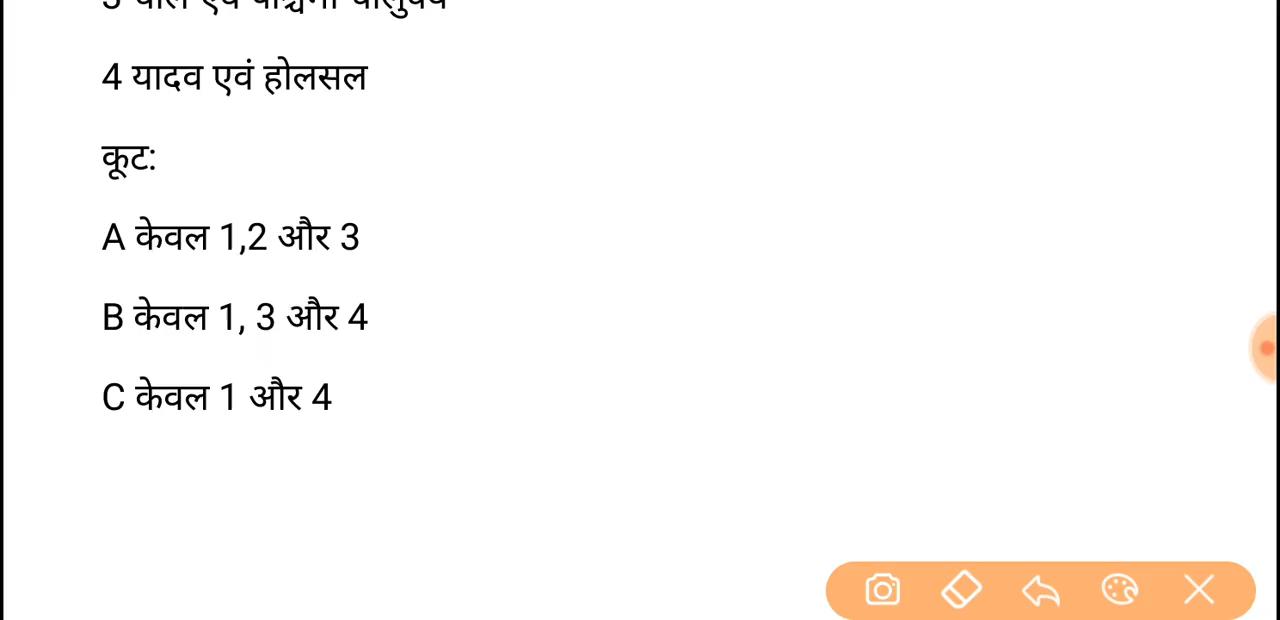 4 यादव एवं होलसल
कूट:
A केवल 1,2 और 3
B केवल 1, 3 और 4
C केवल 1 और 4